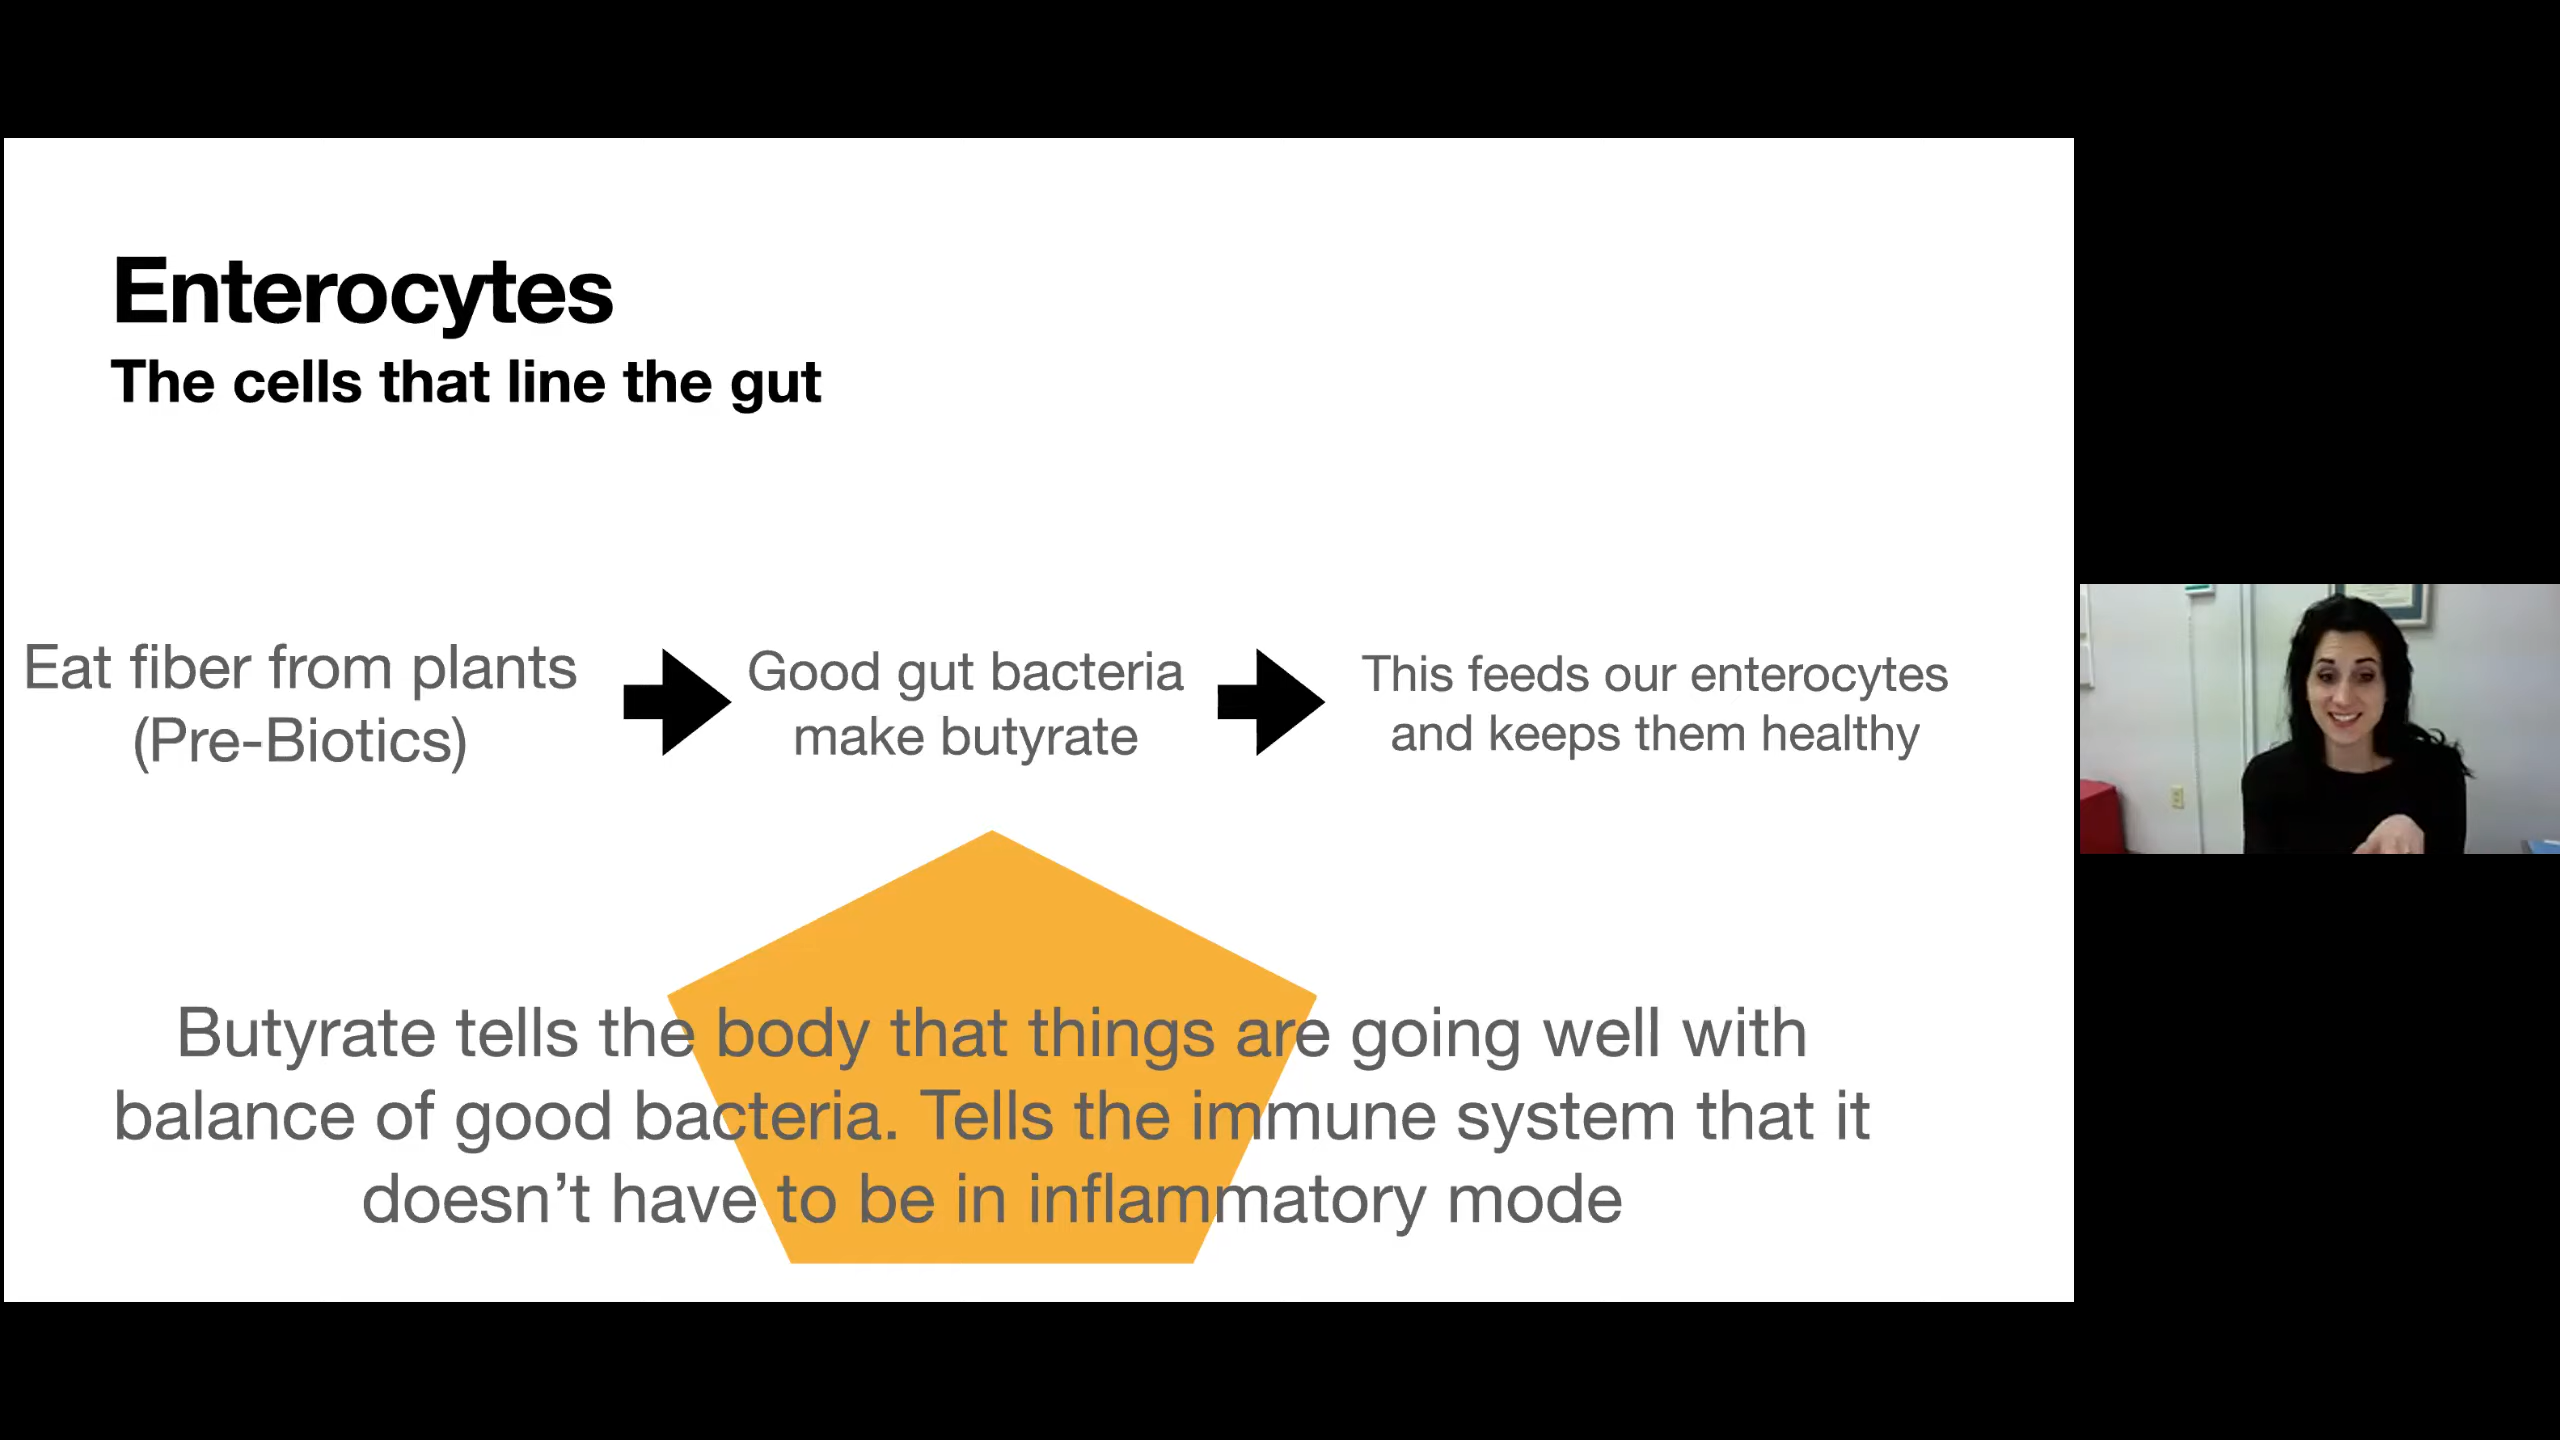 Enterocytes
The cells that line the gut
Eat fiber from plants
(Pre-Biotics)
Good gut bacteria
make butyrate
This feeds our enterocytes
and keeps them healthy
Butyrate tells the body that things are going well with
balance of good bacteria. Tells the immune system that it
doesn’t have to be in inflammatory mode